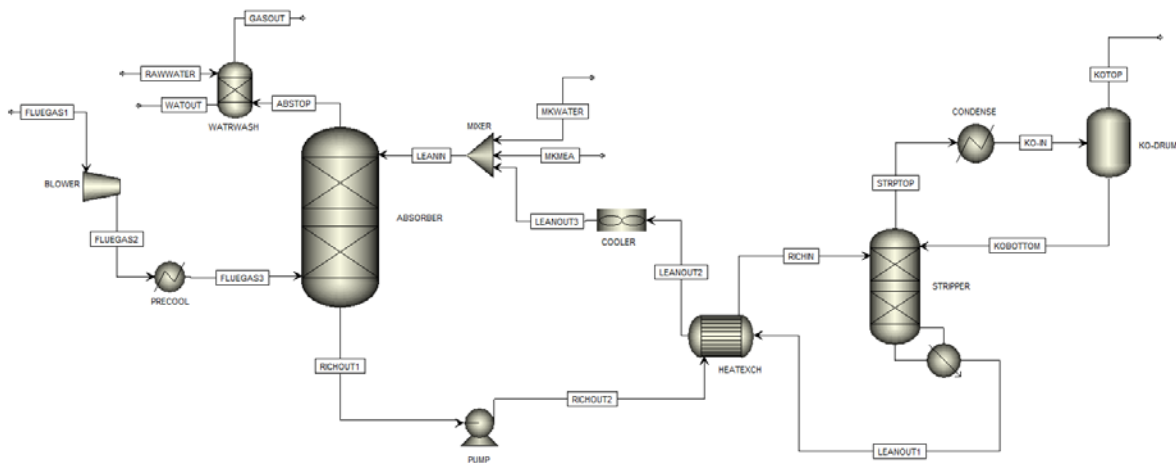 GASOUT
RAWWATER
WATOUT
ABSTOP
WATRWASH
FLUEGAS1
BLOWER
FLUEGAS2
PRECOOL
FLUEGAS3
ABSORBER
LEANIN
MIXER
MKWATER
MKMEA
LEANOUT3
COOLER
LEANOUT2
HEATEXCH
RICHIN
RICHOUT1
PUMP
RICHOUT2
LEANOUT1
STRIPPER
STRPTOP
CONDENSE
KO-IN
KOTOP
KO-DRUM
KOBOTTOM